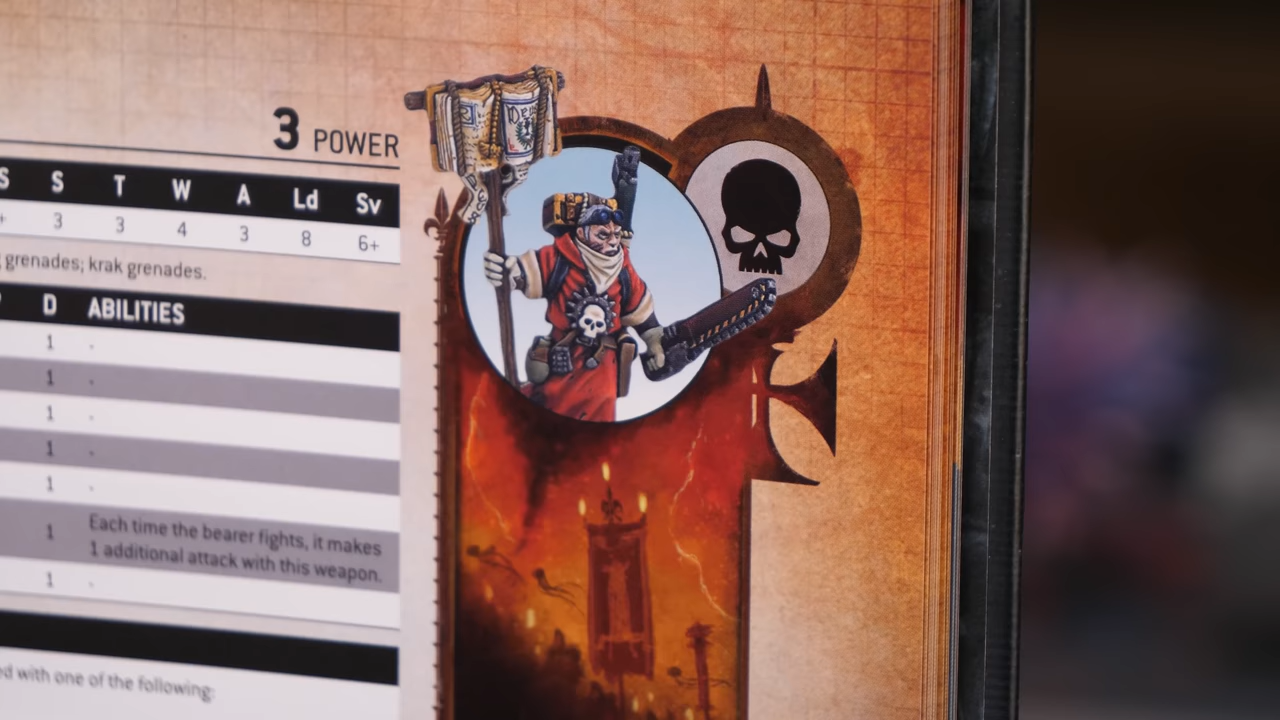 3 POWER
S S T W A Ld Sv
+ 3 3 4 3 8 6+
grenades; krak grenades.
D ABILITIES
1 .
1 .
1 .
1 .
1 .
1 Each time the bearer fights, it makes
1 additional attack with this weapon.
1 .
ed with one of the following: